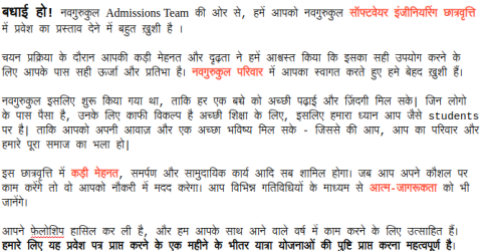 बधाई हो! नवगुरुकुल Admissions Team की ओर से, हमें आपको नवगुरुकुल सॉफ्टवेयर इंजीनियरिंग छात्रवृत्ति
में प्रवेश का प्रस्ताव देने में बहुत ख़ुशी है ।
चयन प्रक्रिया के दौरान आपकी कड़ी मेहनत और दृढ़ता ने हमें आश्वस्त किया कि इसका सही उपयोग करने के
लिए आपके पास सही ऊर्जा और प्रतिभा है। नवगुरुकुल परिवार में आपका स्वागत करते हुए हमे बेहद ख़ुशी हैं।
नवगुरुकुल इसलिए शुरू किया गया था, ताकि हर एक बच्चे को अच्छी पढ़ाई और ज़िंदगी मिल सके| जिन लोगो
के पास पैसा है, उनके लिए काफी विकल्प है अच्छी शिक्षा के लिए, इसलिए हमारा ध्यान आप जैसे students
पर है| ताकि आपको अपनी आवाज़ और एक अच्छा भविष्य मिल सके - जिससे की आप, आप का परिवार और
हमारे पूरा समाज का भला हो|
इस छात्रवृत्ति में कड़ी मेहनत, समर्पण और सामुदायिक कार्य आदि सब शामिल होगा। जब आप अपने कौशल पर
काम करेंगे तो वो आपको नौकरी में मदद करेगा। आप विभिन्न गतिविधियों के माध्यम से आत्म-जागरूकता को भी
जानेंगे।
आपने फ़ेलोशिप हासिल कर ली है, और हम आपके साथ आने वाले वर्ष में काम करने के लिए उत्साहित हैं।
हमारे लिए यह प्रवेश पत्र प्राप्त करने के एक महीने के भीतर यात्रा योजनाओं की पुष्टि प्राप्त करना महत्वपूर्ण है।